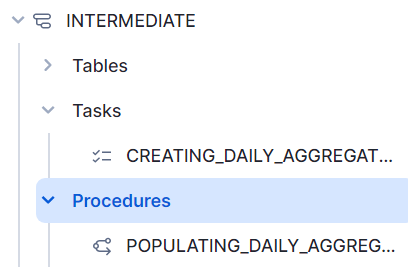 INTERMEDIATE
Tables
Tasks
CREATING_DAILY_AGGREGAT...
Procedures
POPULATING_DAILY_AGGREG...